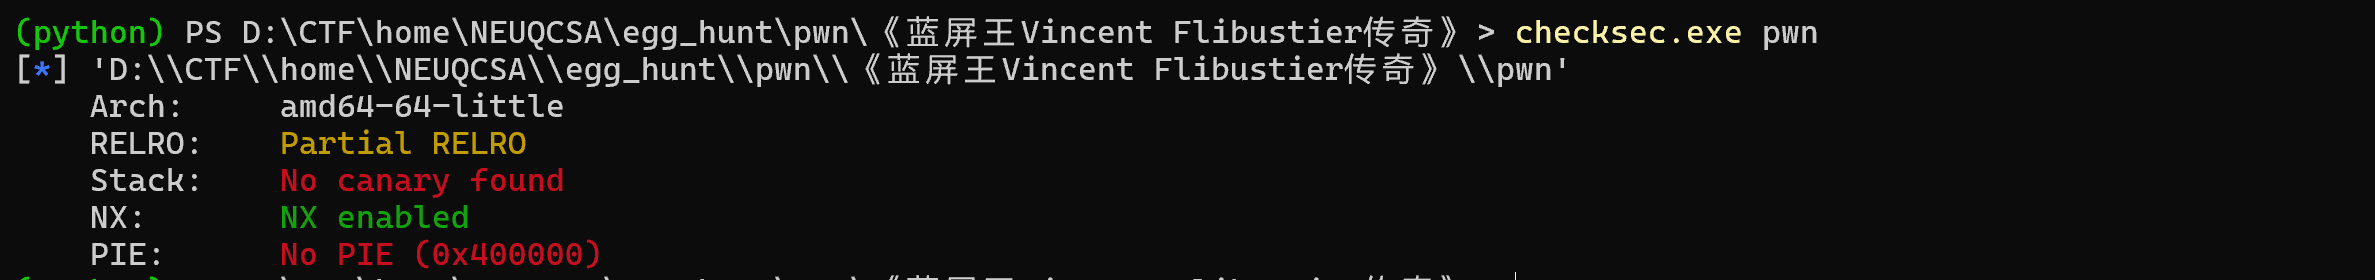 (python) PS D:\CTF\home\NEUQCSA\egg_hunt\pwn\《蓝屏王Vincent Flibustier传奇》> checksec.exe pwn
[*] 'D:\\CTF\\home\\NEUQCSA\\egg_hunt\\pwn\\《蓝屏王Vincent Flibustier传奇》\\pwn'
    Arch:     amd64-64-little
    RELRO:    Partial RELRO
    Stack:    No canary found
    NX:       NX enabled
    PIE:      No PIE (0x400000)